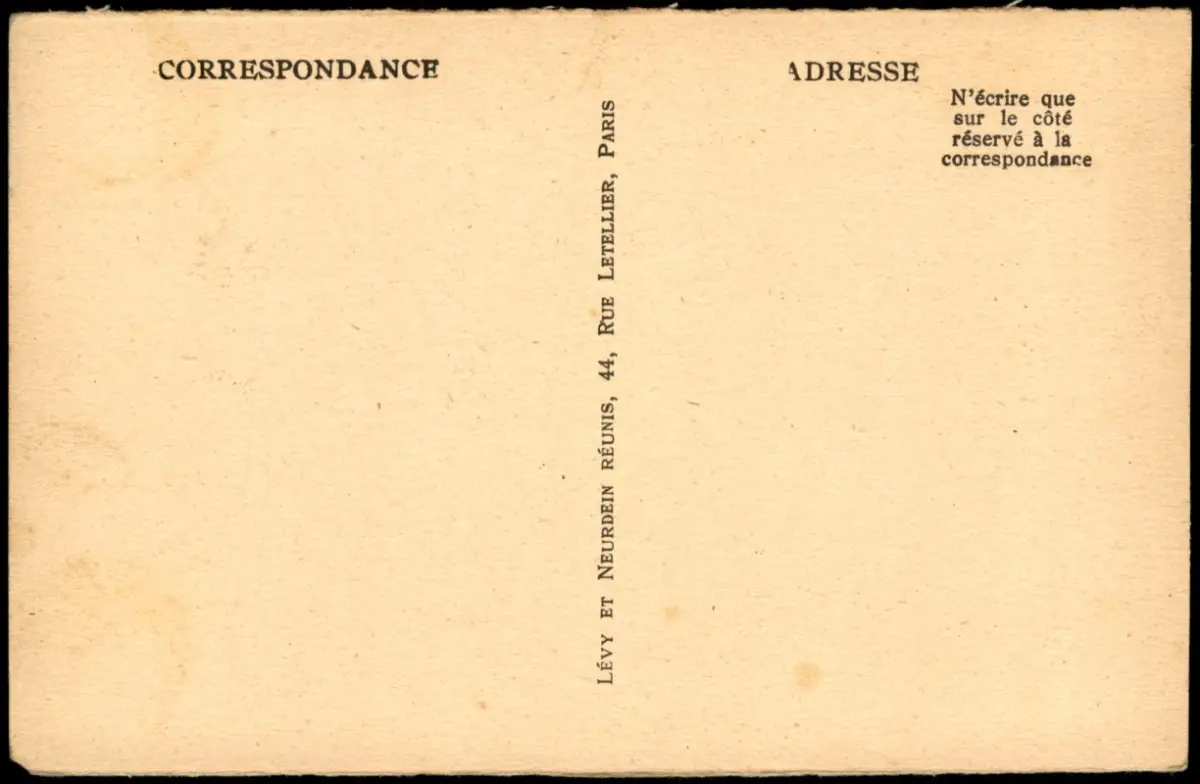 CORRESPONDANCE
ADRESSE
N'écrire que
sur le côté
réservé à la
correspondance
LÉVY ET NEURDEIN RÉUNIS, 44, RUE LETELLIER, PARIS